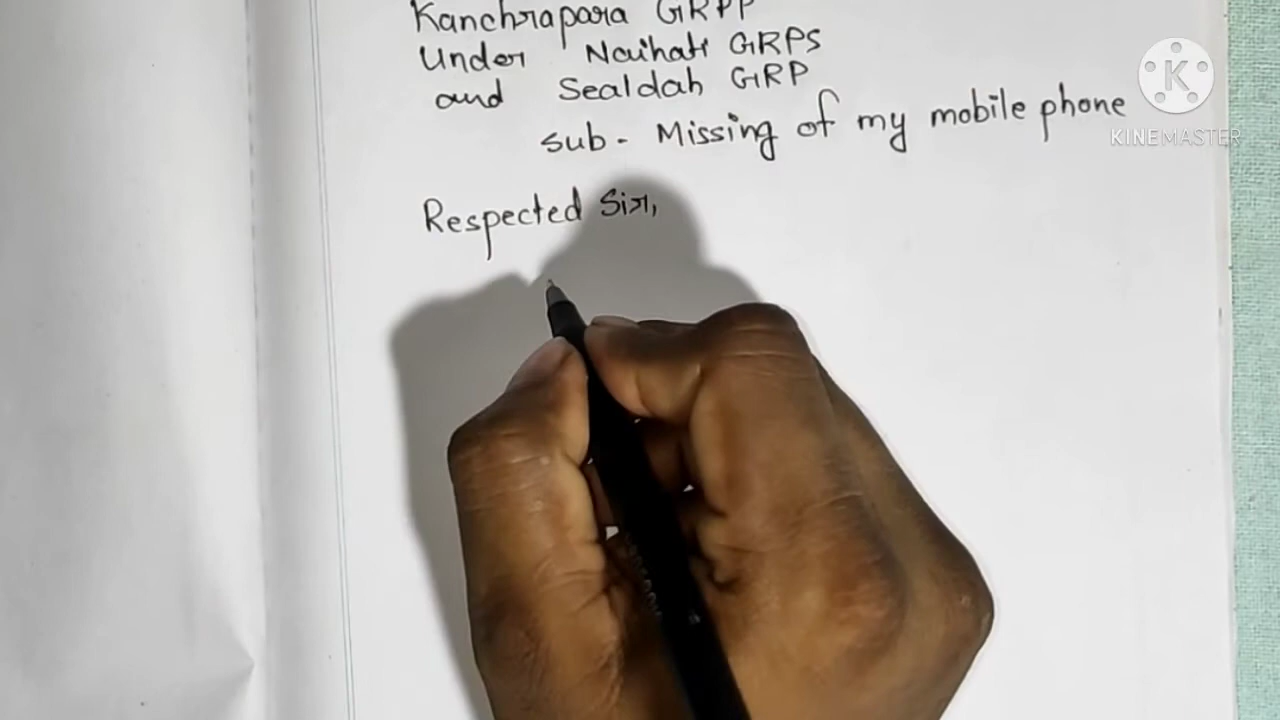 Kanchrapara GRPP
Under Naihati GRPS
and Sealdah GRP
sub - Missing of my mobile phone
Respected Sir,
K
KINEMASTER